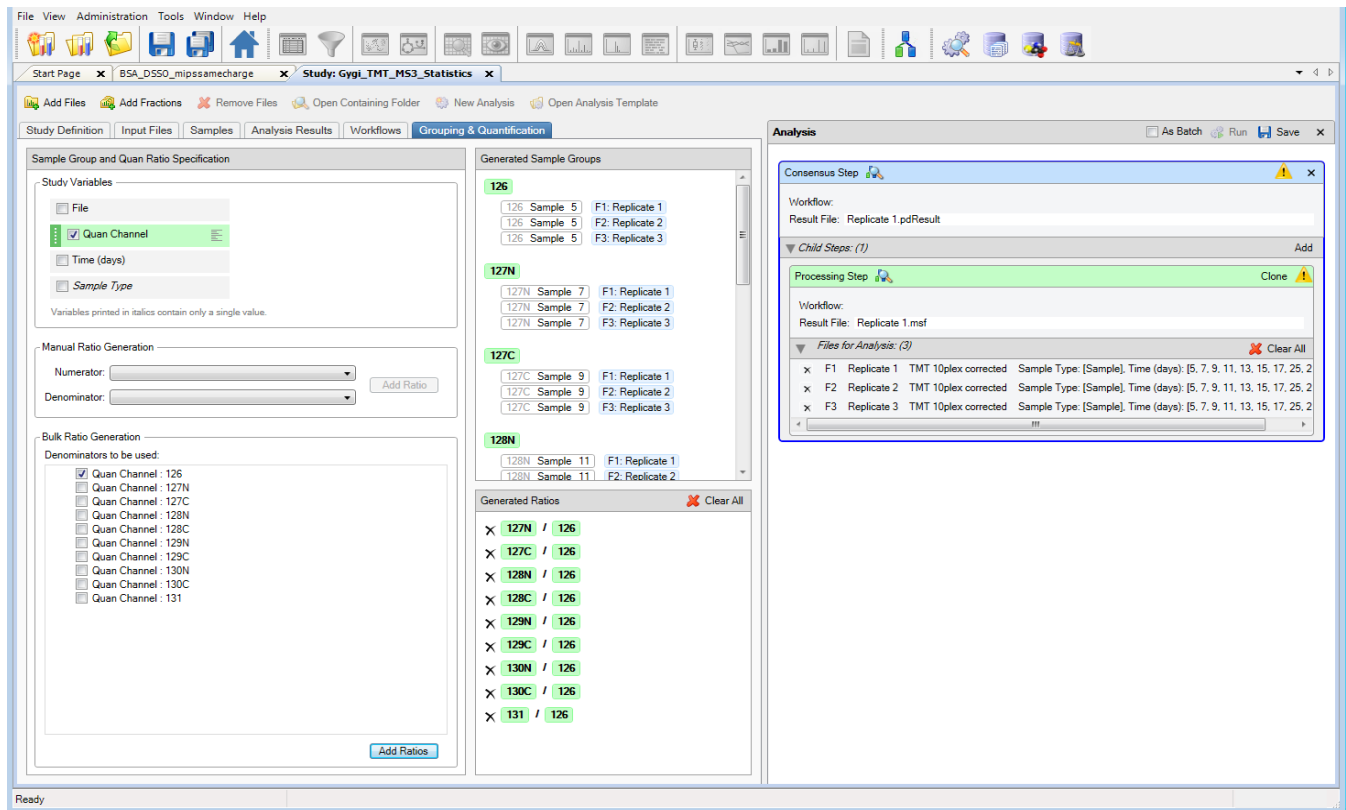 File View Administration Tools Window Help
Start Page BSA_DSSO_mipssamecharge Study: Gygi_TMT_MS3_Statistics
Add Files Add Fractions Remove Files Open Containing Folder New Analysis Open Analysis Template
Study Definition Input Files Samples Analysis Results Workflows Grouping & Quantification
Sample Group and Quan Ratio Specification
Study Variables
File
Quan Channel
Time (days)
Sample Type
Variables printed in italics contain only a single value.
Manual Ratio Generation
Numerator:
Denominator:
Add Ratio
Bulk Ratio Generation
Denominators to be used:
Quan Channel : 126
Quan Channel : 127N
Quan Channel : 127C
Quan Channel : 128N
Quan Channel : 128C
Quan Channel : 129N
Quan Channel : 129C
Quan Channel : 130N
Quan Channel : 130C
Quan Channel : 131
Add Ratios
Generated Sample Groups
126
126 Sample 5 F1: Replicate 1
126 Sample 5 F2: Replicate 2
126 Sample 5 F3: Replicate 3
127N
127N Sample 7 F1: Replicate 1
127N Sample 7 F2: Replicate 2
127N Sample 7 F3: Replicate 3
127C
127C Sample 9 F1: Replicate 1
127C Sample 9 F2: Replicate 2
127C Sample 9 F3: Replicate 3
128N
128N Sample 11 F1: Replicate 1
128N Sample 11 F2: Replicate 2
Generated Ratios Clear All
127N / 126
127C / 126
128N / 126
128C / 126
129N / 126
129C / 126
130N / 126
130C / 126
131 / 126
Analysis As Batch Run Save
Consensus Step
Workflow:
Result File: Replicate 1.pdResult
Child Steps: (1) Add
Processing Step Clone
Workflow:
Result File: Replicate 1.msf
Files for Analysis: (3) Clear All
F1 Replicate 1 TMT 10plex corrected Sample Type: [Sample], Time (days): [5, 7, 9, 11, 13, 15, 17, 25, 2
F2 Replicate 2 TMT 10plex corrected Sample Type: [Sample], Time (days): [5, 7, 9, 11, 13, 15, 17, 25, 2
F3 Replicate 3 TMT 10plex corrected Sample Type: [Sample], Time (days): [5, 7, 9, 11, 13, 15, 17, 25, 2
Ready